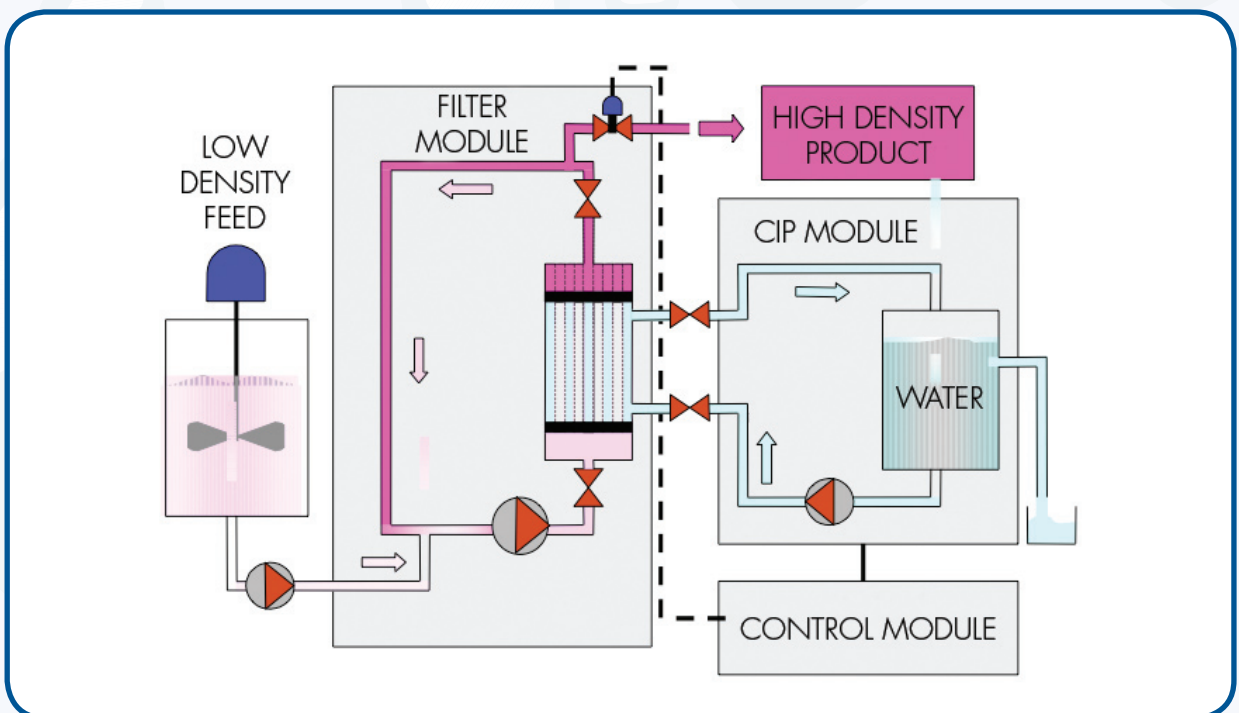 LOW
DENSITY
FEED
FILTER
MODULE
HIGH DENSITY
PRODUCT
CIP MODULE
WATER
CONTROL MODULE